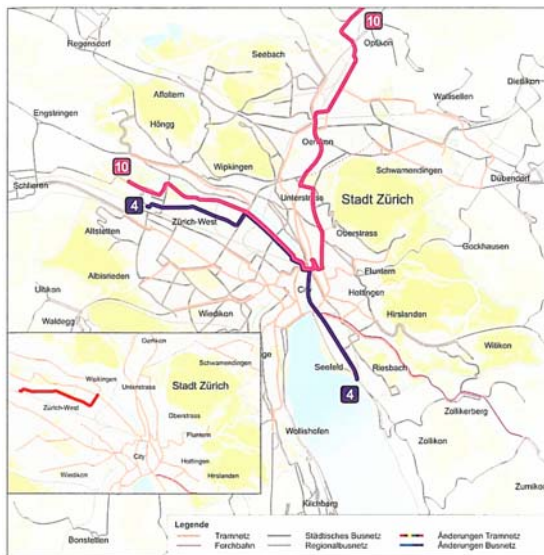 10
Opfikon
Regensdorf
Seebach
Dietlikon
Affoltern
Wallisellen
Engstringen
Höngg
Oerlikon
Wipkingen
10
Schwamendingen
Schlieren
Dübendorf
4
Unterstrass
Stadt Zürich
Zürich-West
Altstetten
Oberstrass
Gockhausen
Albisrieden
Fluntern
City
Uitikon
Hottingen
Wiedikon
Hirslanden
Waldegg
Witikon
Oerlikon
Schwamendingen
Seefeld
Riesbach
Wipkingen
Unterstrass
Stadt Zürich
4
Zürich-West
Oberstrass
Zollikerberg
Fluntern
Wollishofen
Zollikon
City
Hottingen
Wiedikon
Hirslanden
Zumikon
Kilchberg
Bonstetten
Legende
Tramnetz
Städtisches Busnetz
Änderungen Tramnetz
Forchbahn
Regionalbusnetz
Änderungen Busnetz